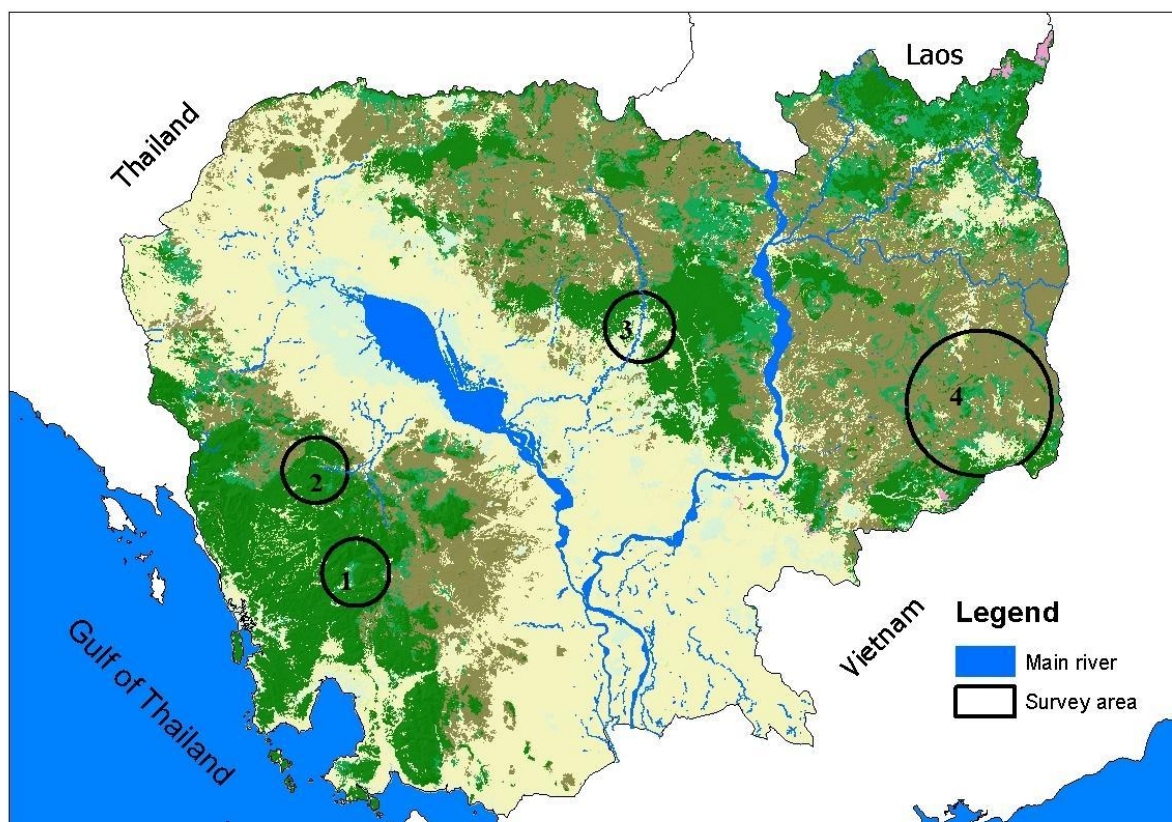 Laos
Thailand
3
4
2
1
Vietnam
Gulf of Thailand
Legend
Main river
Survey area